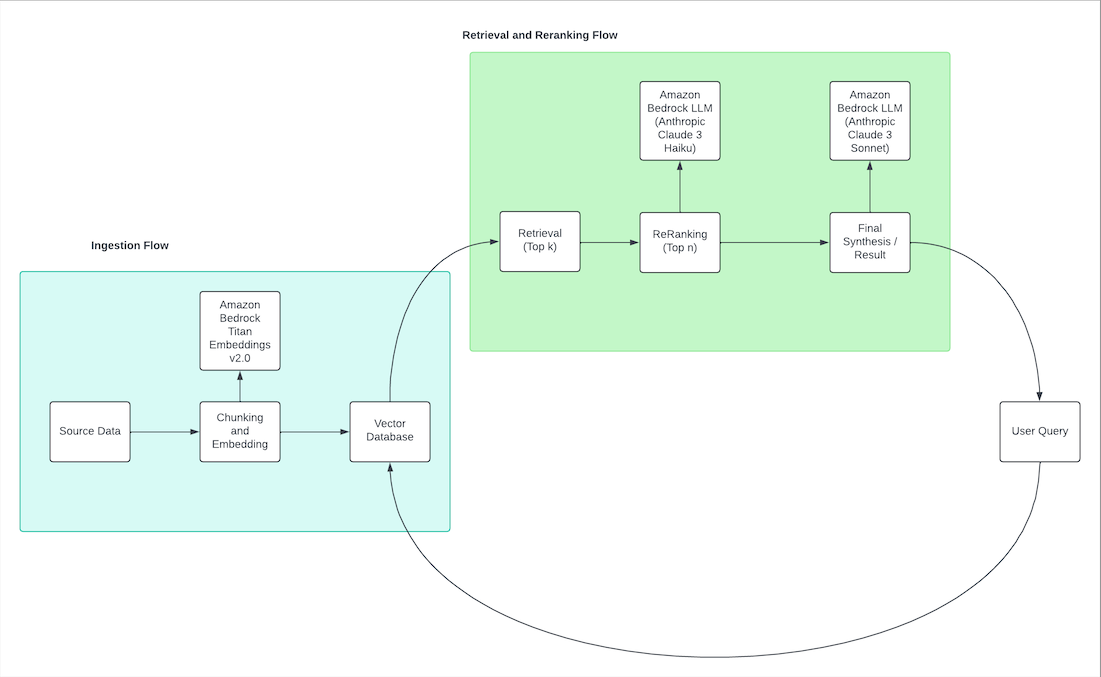 Retrieval and Reranking Flow
Amazon
Bedrock LLM
(Anthropic
Claude 3
Haiku)
Amazon
Bedrock LLM
(Anthropic
Claude 3
Sonnet)
Retrieval
(Top k)
ReRanking
(Top n)
Final
Synthesis /
Result
Ingestion Flow
Amazon
Bedrock
Titan
Embeddings
v2.0
Source Data
Chunking
and
Embedding
Vector
Database
User Query